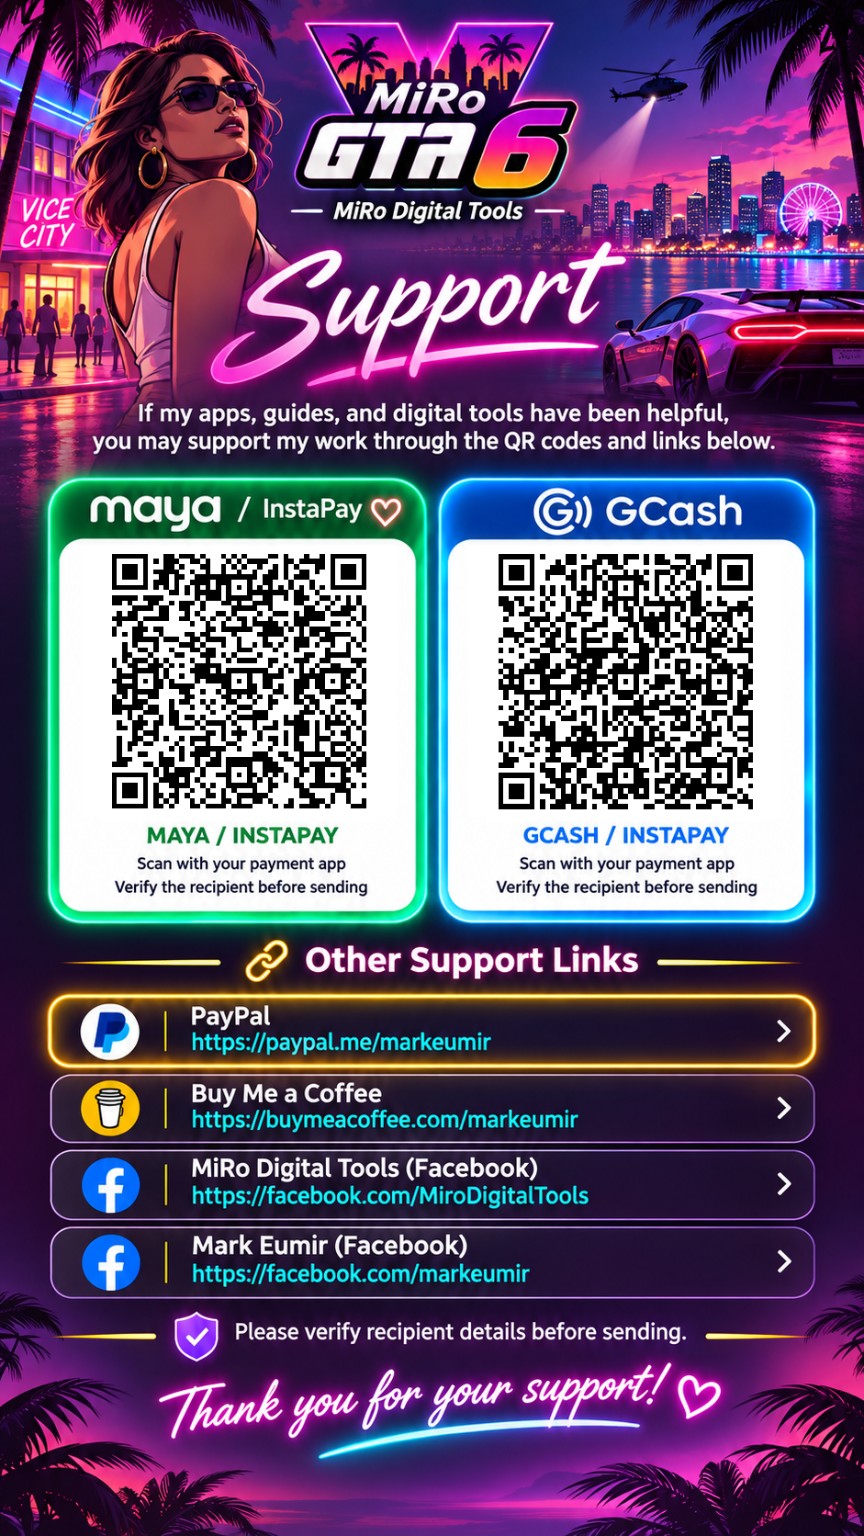 MiRo
GTA 6
MiRo Digital Tools
VICE
CITY
Support
If my apps, guides, and digital tools have been helpful,
you may support my work through the QR codes and links below.
maya / InstaPay
MAYA / INSTAPAY
Scan with your payment app
Verify the recipient before sending
G GCash
GCASH / INSTAPAY
Scan with your payment app
Verify the recipient before sending
Other Support Links
PayPal
https://paypal.me/markeumir
Buy Me a Coffee
https://buymeacoffee.com/markeumir
MiRo Digital Tools (Facebook)
https://facebook.com/MiroDigitalTools
Mark Eumir (Facebook)
https://facebook.com/markeumir
Please verify recipient details before sending.
Thank you for your support!